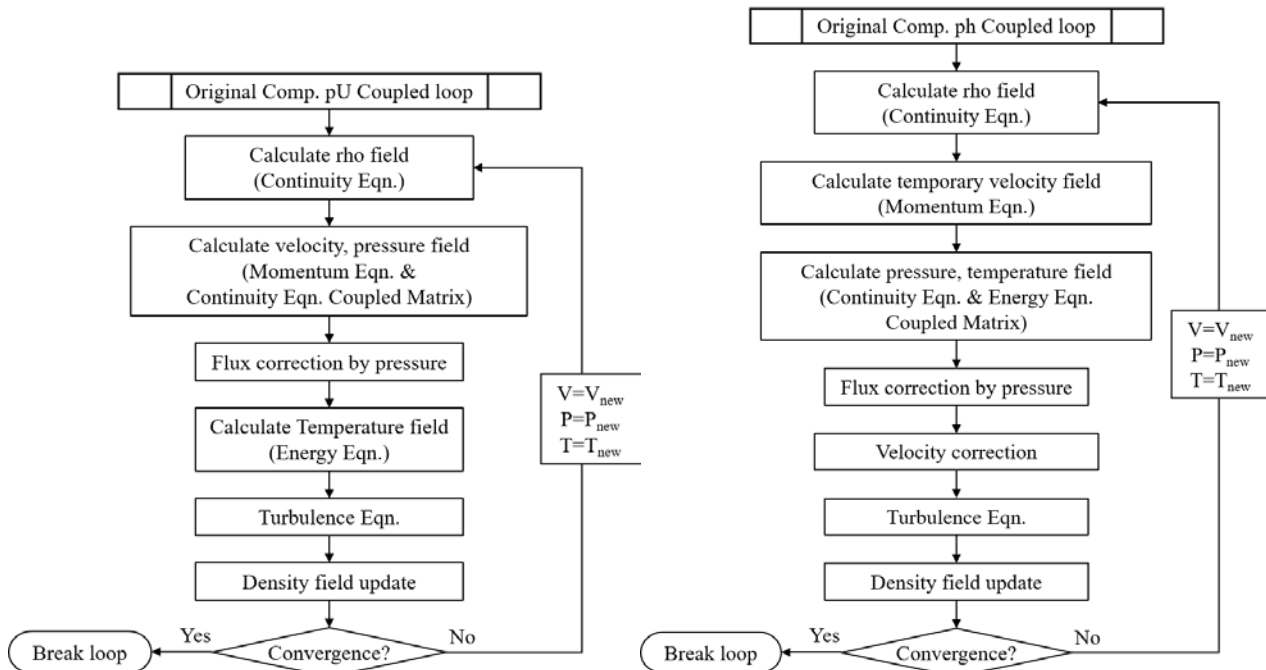 Original Comp. pU Coupled loop
Calculate rho field
(Continuity Eqn.)
Calculate velocity, pressure field
(Momentum Eqn. &
Continuity Eqn. Coupled Matrix)
Flux correction by pressure
Calculate Temperature field
(Energy Eqn.)
Turbulence Eqn.
Density field update
Convergence?
Yes
No
Break loop
V=Vnew
P=Pnew
T=Tnew
Original Comp. ph Coupled loop
Calculate rho field
(Continuity Eqn.)
Calculate temporary velocity field
(Momentum Eqn.)
Calculate pressure, temperature field
(Continuity Eqn. & Energy Eqn.
Coupled Matrix)
Flux correction by pressure
Velocity correction
Turbulence Eqn.
Density field update
Convergence?
Yes
No
Break loop
V=Vnew
P=Pnew
T=Tnew